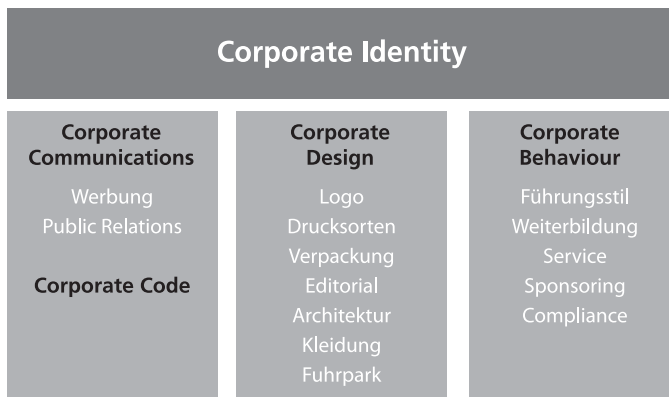 Corporate Identity
Corporate
Communications
Werbung
Public Relations
Corporate Code
Corporate
Design
Logo
Drucksorten
Verpackung
Editorial
Architektur
Kleidung
Fuhrpark
Corporate
Behaviour
Führungsstil
Weiterbildung
Service
Sponsoring
Compliance